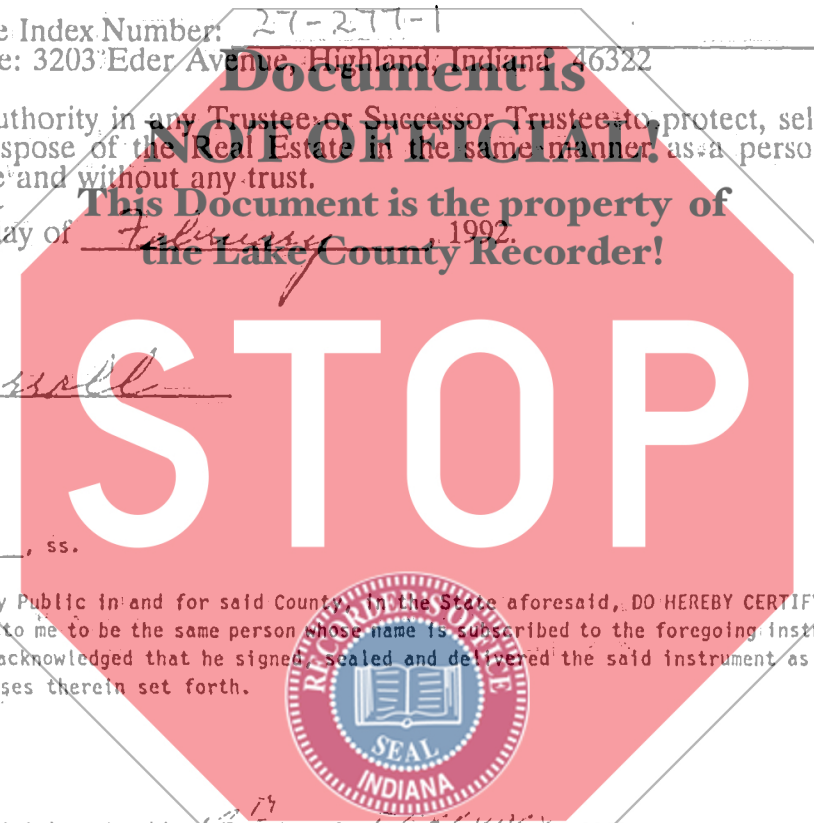 e Index Number: 27-277-1
e: 3203 Eder Avenue, Highland, Indiana 46322
Document is
uthority in any Trustee or Successor Trustee to protect, sel
NOT OFFICIAL!
spose of the Real Estate in the same manner as a perso
e and without any trust.
This Document is the property of
ay of February, 1992.
the Lake County Recorder!
STOP
, ss.
y Public in and for said County, in the State aforesaid, DO HEREBY CERTIF
to me to be the same person whose name is subscribed to the foregoing inst
acknowledged that he signed, sealed and delivered the said instrument as
ses therein set forth.
RECORDER'S OFFICE
SEAL
INDIANA